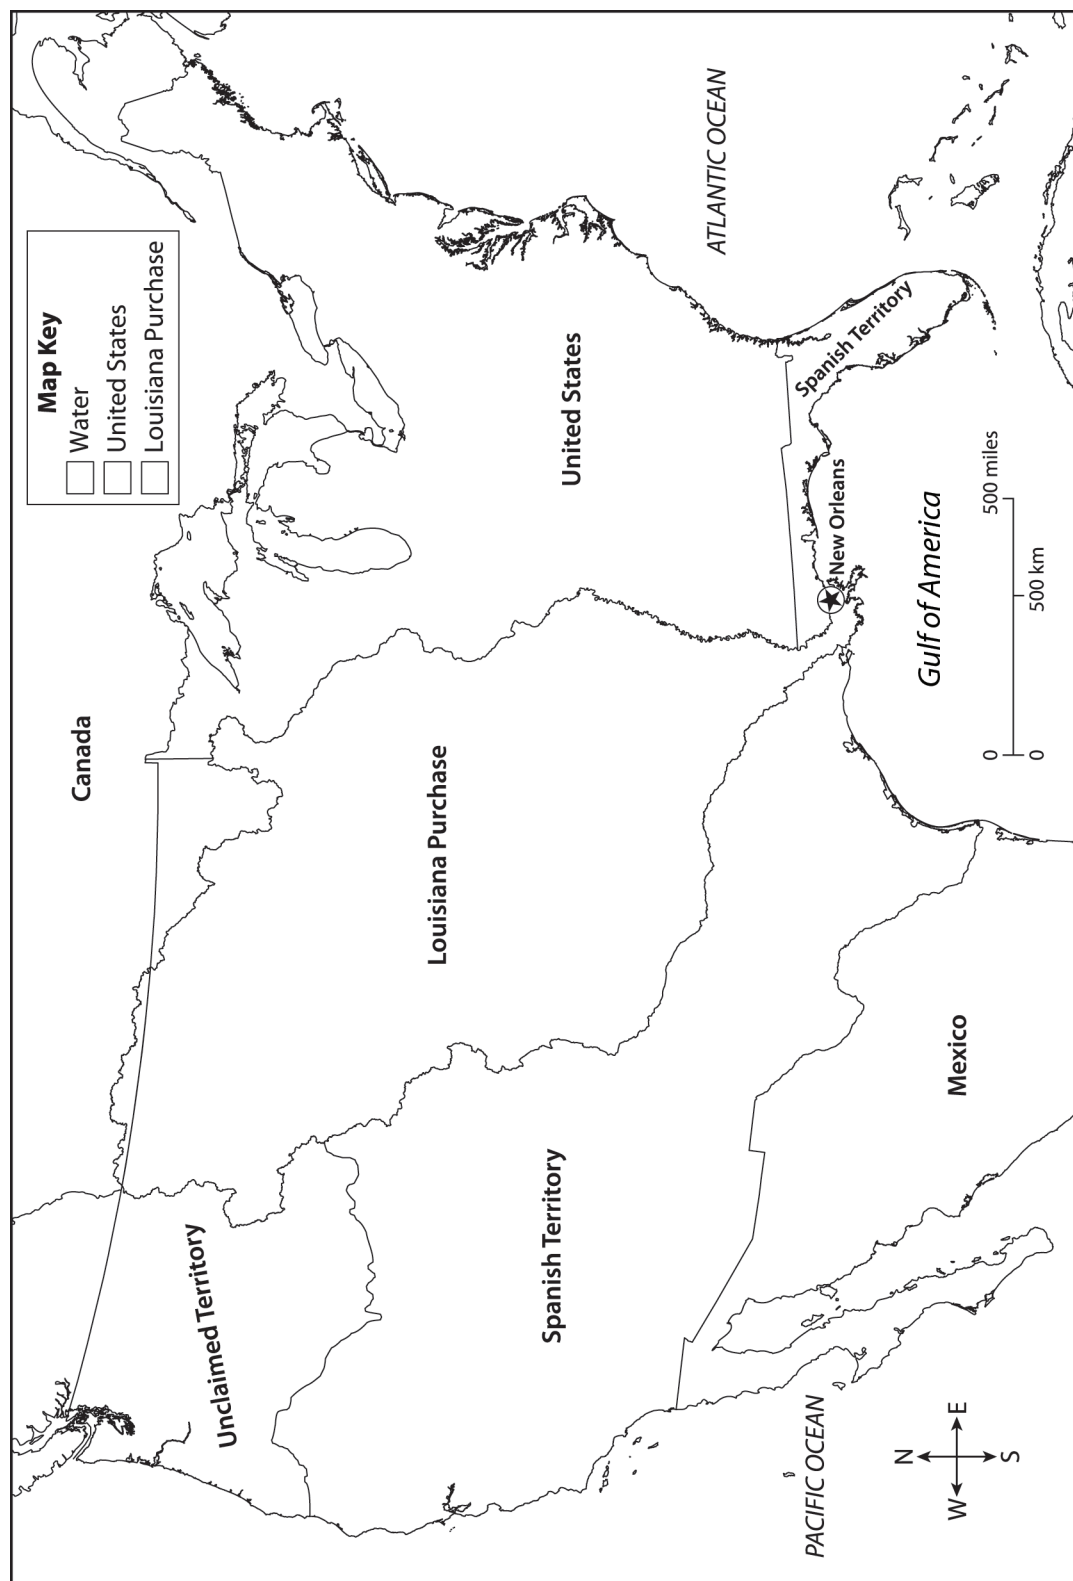 Map Key
Water
United States
Louisiana Purchase
Canada
Unclaimed Territory
Louisiana Purchase
United States
Spanish Territory
Spanish Territory
New Orleans
Mexico
Gulf of America
ATLANTIC OCEAN
PACIFIC OCEAN
N
W
E
S
0
500 miles
0
500 km